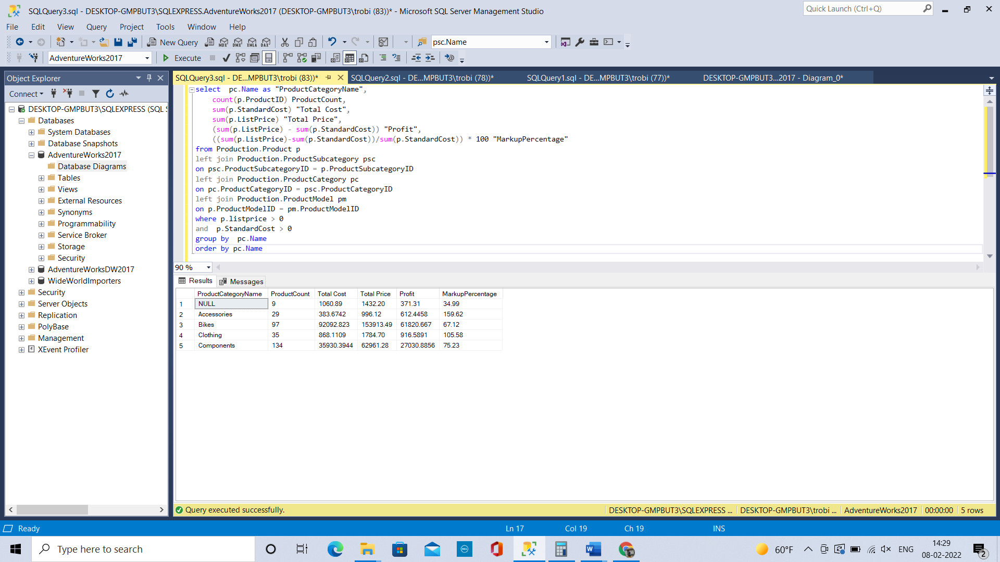 SQLQuery3.sql - DESKTOP-GMPBUT3\SQLEXPRESS.AdventureWorks2017 (DESKTOP-GMPBUT3\trobi (83))* - Microsoft SQL Server Management Studio
Quick Launch (Ctrl+Q)
File Edit View Query Project Tools Window Help
New Query MDX DMX XMLA DAX psc.Name
AdventureWorks2017 Execute
Object Explorer
Connect
DESKTOP-GMPBUT3\SQLEXPRESS (SQL S
Databases
System Databases
Database Snapshots
AdventureWorks2017
Database Diagrams
Tables
Views
External Resources
Synonyms
Programmability
Service Broker
Storage
Security
AdventureWorksDW2017
WideWorldImporters
Security
Server Objects
Replication
PolyBase
Management
XEvent Profiler
SQLQuery3.sql - DE...MPBUT3\trobi (83))* SQLQuery2.sql - DE...MPBUT3\trobi (78))* SQLQuery1.sql - DE...MPBUT3\trobi (77))* DESKTOP-GMPBUT3...2017 - Diagram_0*
select  pc.Name as "ProductCategoryName",
count(p.ProductID) ProductCount,
sum(p.StandardCost) "Total Cost",
sum(p.ListPrice) "Total Price",
(sum(p.ListPrice) - sum(p.StandardCost)) "Profit",
((sum(p.ListPrice)-sum(p.StandardCost))/sum(p.StandardCost)) * 100 "MarkupPercentage"
from Production.Product p
left join Production.ProductSubcategory psc
on psc.ProductSubcategoryID = p.ProductSubcategoryID
left join Production.ProductCategory pc
on pc.ProductCategoryID = psc.ProductCategoryID
left join Production.ProductModel pm
on p.ProductModelID = pm.ProductModelID
where p.listprice > 0
and  p.StandardCost > 0
group by  pc.Name
order by pc.Name
90 %
Results Messages
ProductCategoryName ProductCount Total Cost Total Price Profit MarkupPercentage
1 NULL 9 1060.89 1432.20 371.31 34.99
2 Accessories 29 383.6742 996.12 612.4458 159.62
3 Bikes 97 92092.823 153913.49 61820.667 67.12
4 Clothing 35 868.1109 1784.70 916.5891 105.58
5 Components 134 35930.3944 62961.28 27030.8856 75.23
Query executed successfully. DESKTOP-GMPBUT3\SQLEXPRESS ... DESKTOP-GMPBUT3\trobi ... AdventureWorks2017 00:00:00 5 rows
Ready Ln 17 Col 19 Ch 19 INS
Type here to search
DELL
60°F ENG
14:29
08-02-2022
2